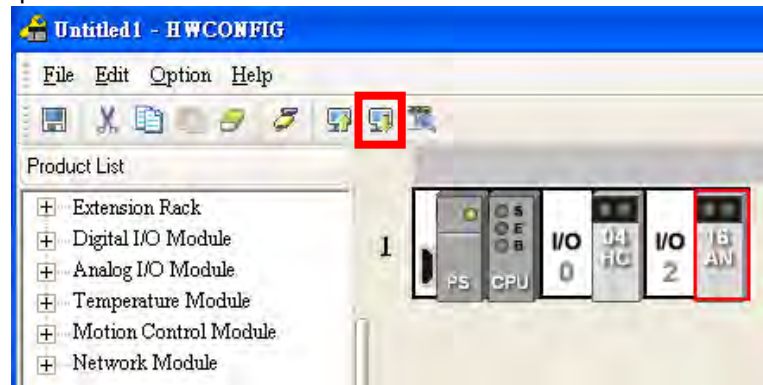 Untitled1 - HWCONFIG
File Edit Option Help
Product List
Extension Rack
Digital I/O Module
Analog I/O Module
Temperature Module
Motion Control Module
Network Module
1
PS
CPU
S
E
B
I/O
0
04
HC
I/O
2
16
AN